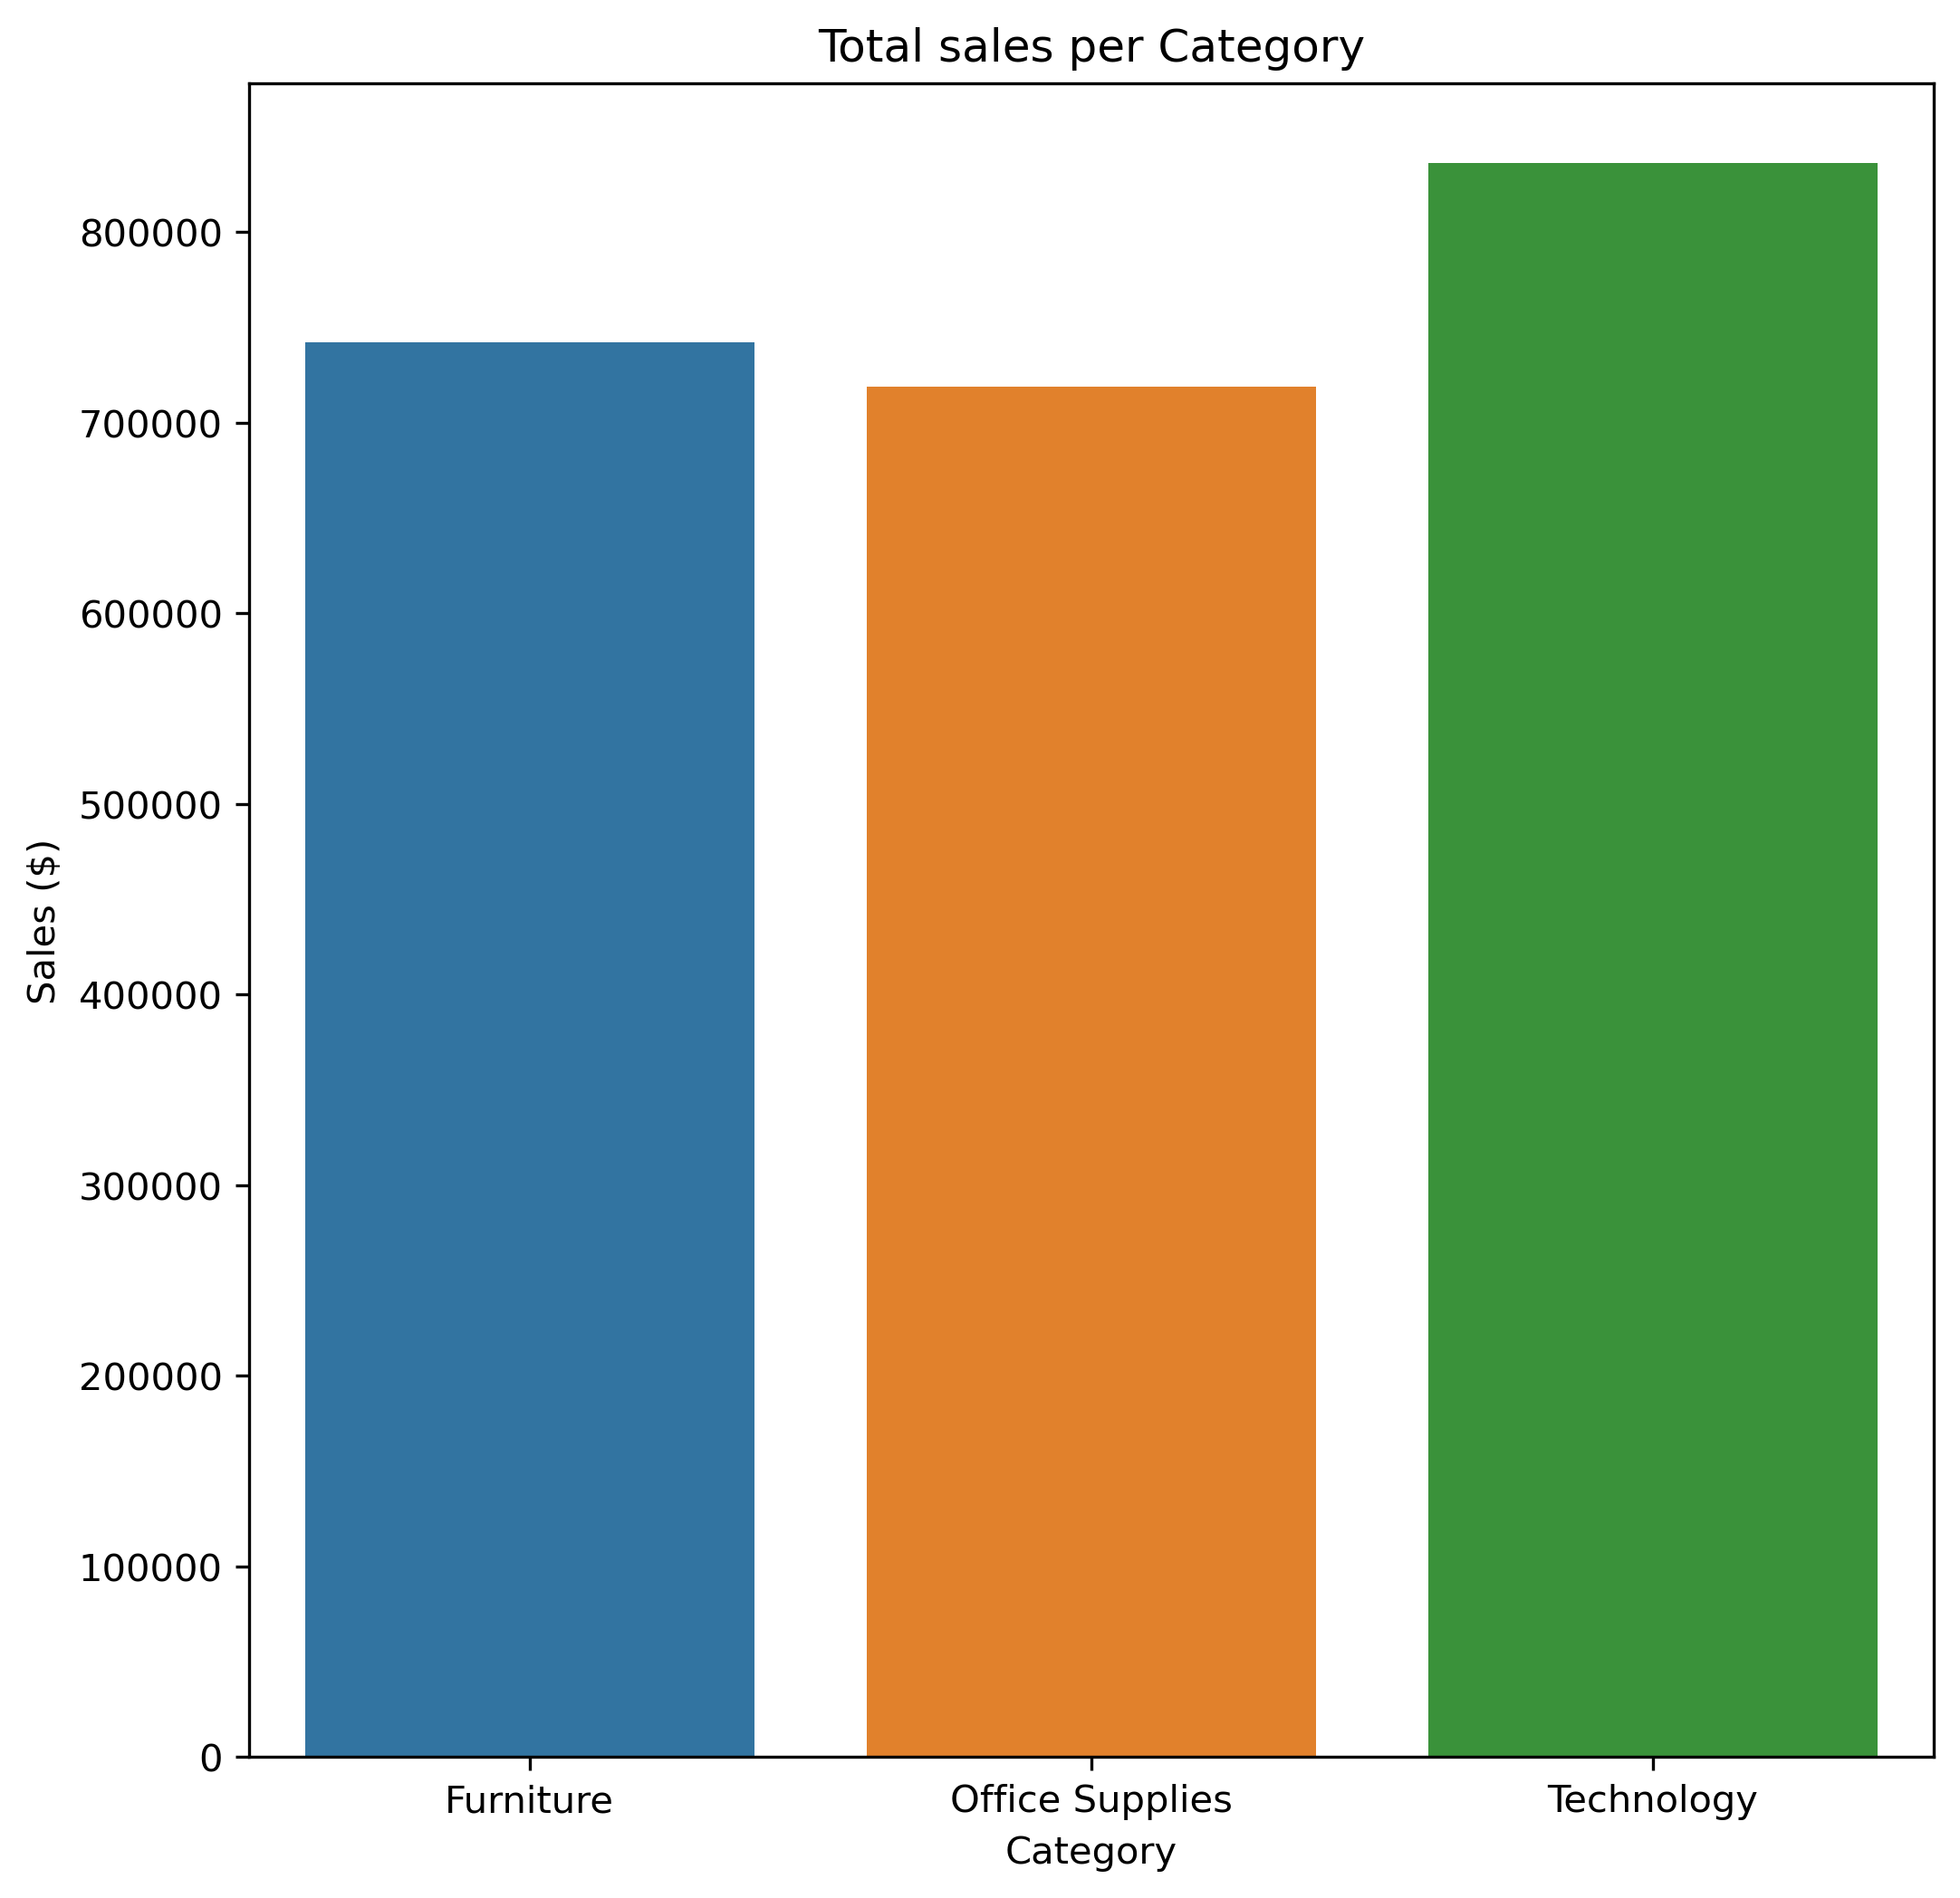 Total sales per Category
Sales ($)
800000
700000
600000
500000
400000
300000
200000
100000
0
Furniture
Office Supplies
Technology
Category